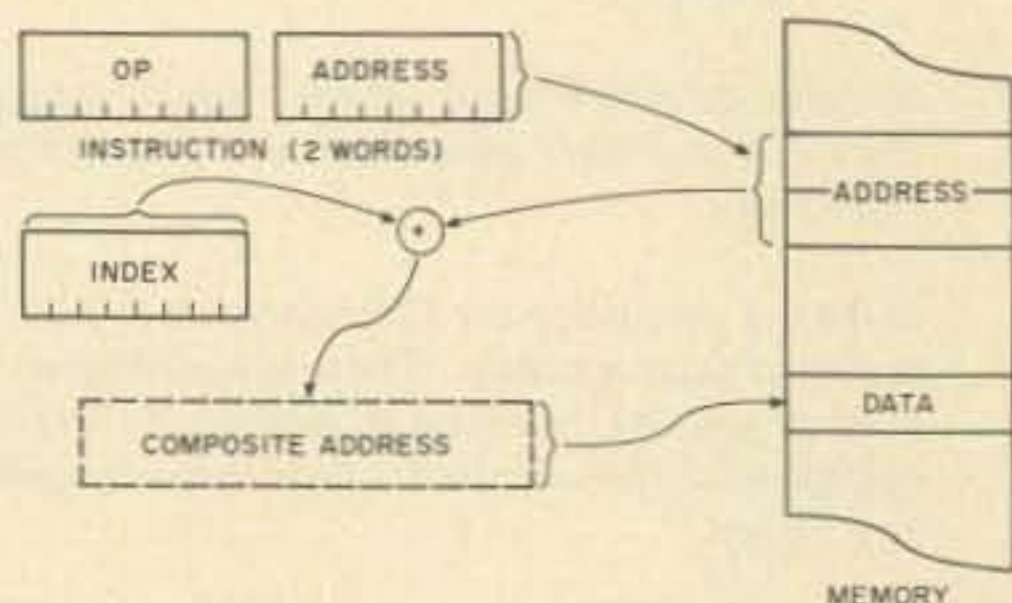 OP
ADDRESS
INSTRUCTION (2 WORDS)
ADDRESS
INDEX
COMPOSITE ADDRESS
DATA
MEMORY